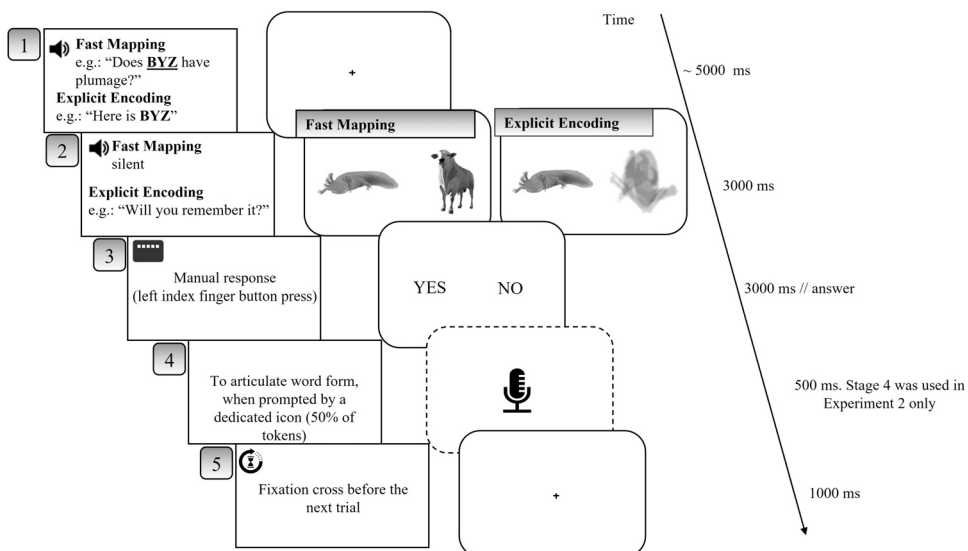 1
Fast Mapping
e.g.: “Does BYZ have
plumage?”
Explicit Encoding
e.g.: “Here is BYZ”
Time
~ 5000 ms
2
Fast Mapping
silent
Explicit Encoding
e.g.: “Will you remember it?”
Fast Mapping
Explicit Encoding
3000 ms
3
Manual response
(left index finger button press)
YES NO
3000 ms // answer
4
To articulate word form,
when prompted by a
dedicated icon (50% of
tokens)
500 ms. Stage 4 was used in
Experiment 2 only
5
Fixation cross before the
next trial
1000 ms